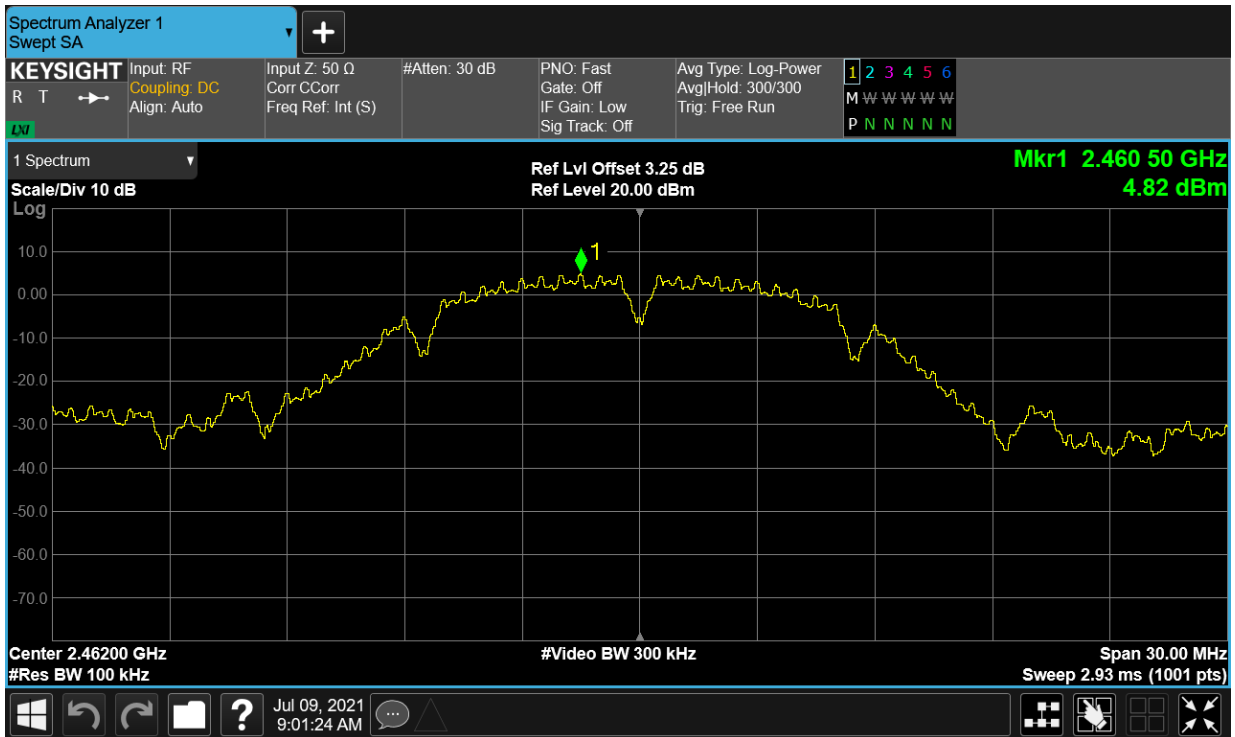 Spectrum Analyzer 1
Swept SA
+
KEYSIGHT
R T
LXI
Input: RF
Coupling: DC
Align: Auto
Input Z: 50 Ω
Corr CCorr
Freq Ref: Int (S)
#Atten: 30 dB
PNO: Fast
Gate: Off
IF Gain: Low
Sig Track: Off
Avg Type: Log-Power
Avg|Hold: 300/300
Trig: Free Run
1 2 3 4 5 6
M W W W W W
P N N N N N
1 Spectrum
Scale/Div 10 dB
Log
Ref Lvl Offset 3.25 dB
Ref Level 20.00 dBm
Mkr1 2.460 50 GHz
4.82 dBm
1
10.0
0.00
-10.0
-20.0
-30.0
-40.0
-50.0
-60.0
-70.0
Center 2.46200 GHz
#Res BW 100 kHz
#Video BW 300 kHz
Span 30.00 MHz
Sweep 2.93 ms (1001 pts)
?
Jul 09, 2021
9:01:24 AM